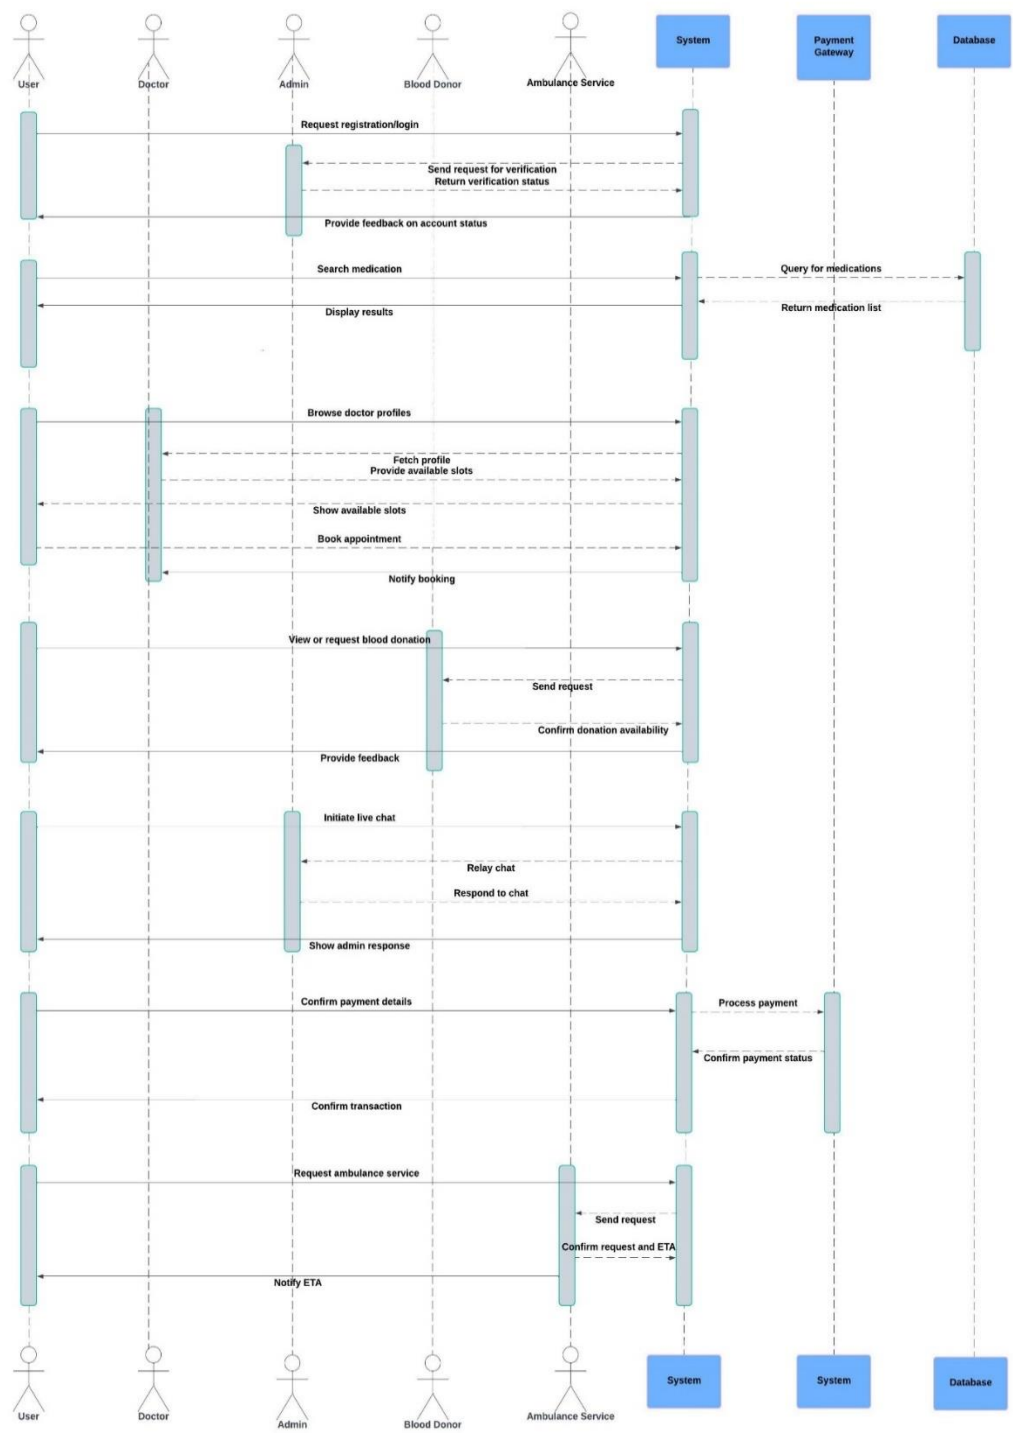 System
Payment
Gateway
Database
User
Doctor
Admin
Blood Donor
Ambulance Service
Request registration/login
Send request for verification
Return verification status
Provide feedback on account status
Search medication
Query for medications
Display results
Return medication list
Browse doctor profiles
Fetch profile
Provide available slots
Show available slots
Book appointment
Notify booking
View or request blood donation
Send request
Confirm donation availability
Provide feedback
Initiate live chat
Relay chat
Respond to chat
Show admin response
Confirm payment details
Process payment
Confirm payment status
Confirm transaction
Request ambulance service
Send request
Confirm request and ETA
Notify ETA
System
System
Database
User
Doctor
Admin
Blood Donor
Ambulance Service